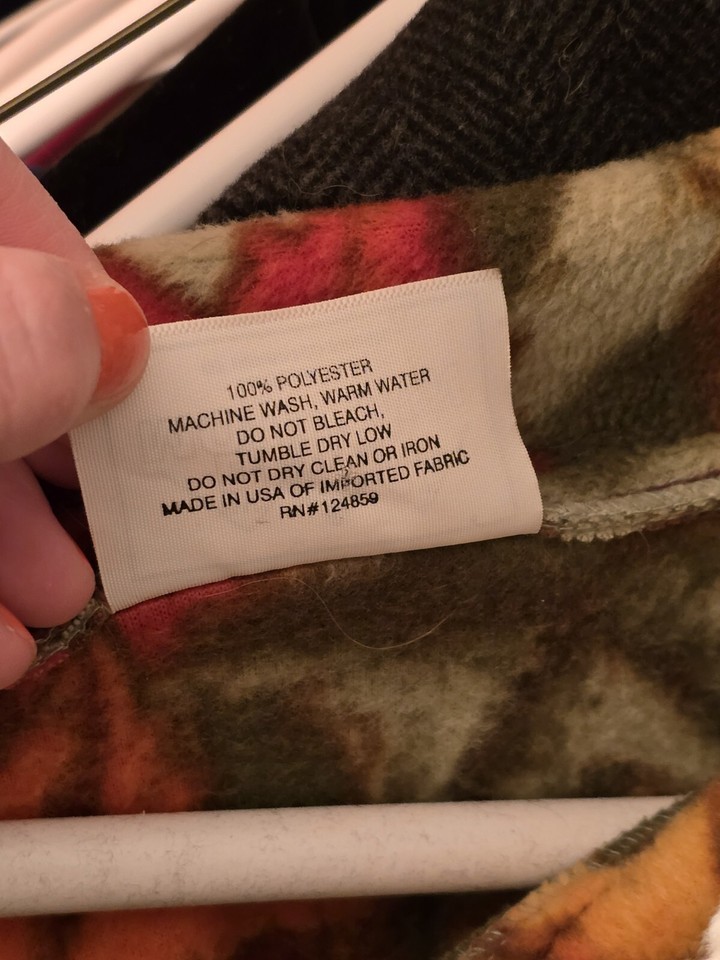 100% POLYESTER
MACHINE WASH, WARM WATER
DO NOT BLEACH,
TUMBLE DRY LOW
DO NOT DRY CLEAN OR IRON
MADE IN USA OF IMPORTED FABRIC
RN#124859